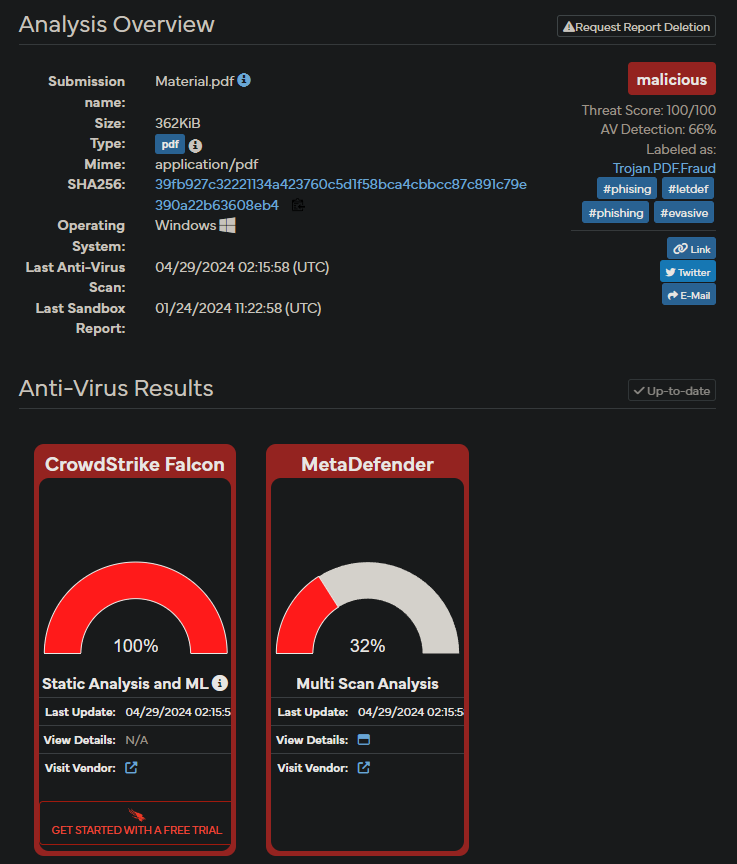 Analysis Overview
Request Report Deletion
Submission name:
Material.pdf
malicious
Size:
362KiB
Threat Score: 100/100
Type:
pdf
AV Detection: 66%
Mime:
application/pdf
Labeled as:
Trojan.PDF.Fraud
SHA256:
39fb927c32221134a423760c5d1f58bca4cbbcc87c891c79e
390a22b63608eb4
#phising
#letdef
#phishing
#evasive
Operating System:
Windows
Link
Last Anti-Virus Scan:
04/29/2024 02:15:58 (UTC)
Twitter
E-Mail
Last Sandbox Report:
01/24/2024 11:22:58 (UTC)
Anti-Virus Results
Up-to-date
CrowdStrike Falcon
100%
Static Analysis and ML
Last Update: 04/29/2024 02:15:5
View Details: N/A
Visit Vendor:
GET STARTED WITH A FREE TRIAL
MetaDefender
32%
Multi Scan Analysis
Last Update: 04/29/2024 02:15:5
View Details:
Visit Vendor: